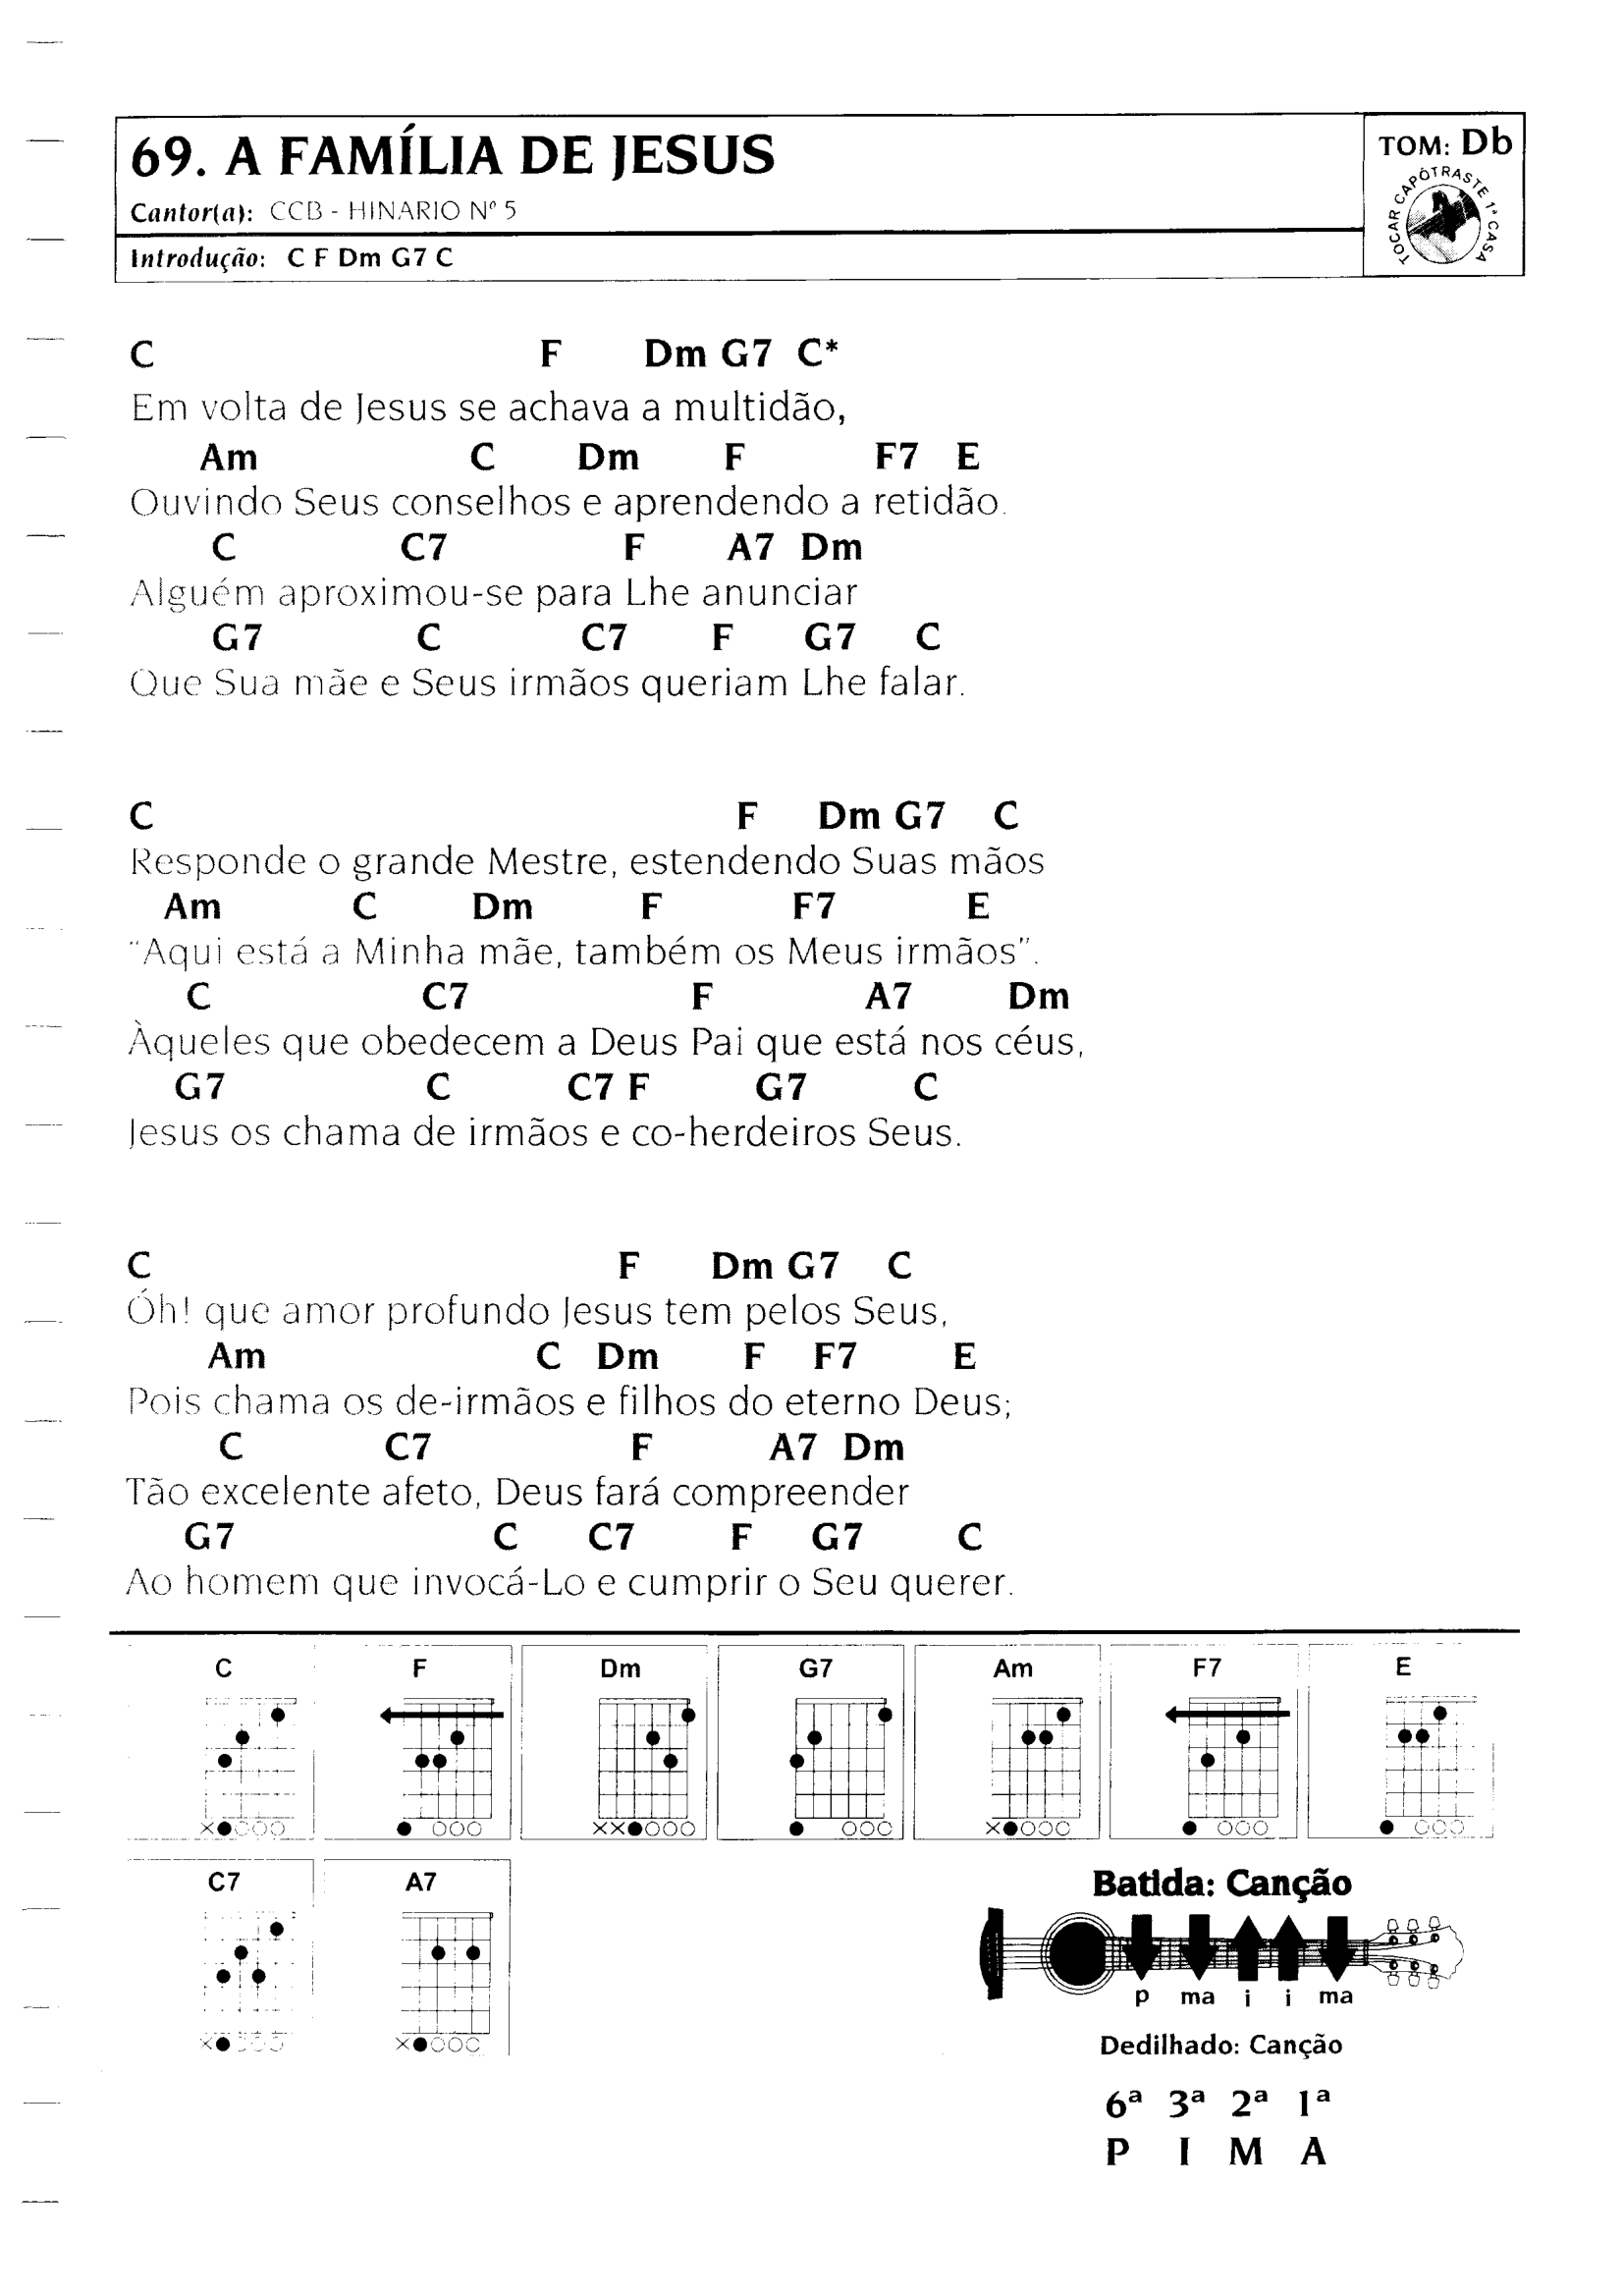 69. A FAMÍLIA DE JESUS
Cantor(a): CCB - HINARIO Nº 5
Introdução: C F Dm G7 C
TOM: Db
TOCAR CAPÔTRASTE 1ª CASA
C F Dm G7 C*
Em volta de Jesus se achava a multidão,
Am C Dm F F7 E
Ouvindo Seus conselhos e aprendendo a retidão.
C C7 F A7 Dm
Alguém aproximou-se para Lhe anunciar
G7 C C7 F G7 C
Que Sua mãe e Seus irmãos queriam Lhe falar.
C F Dm G7 C
Responde o grande Mestre, estendendo Suas mãos
Am C Dm F F7 E
"Aqui está a Minha mãe, também os Meus irmãos".
C C7 F A7 Dm
Àqueles que obedecem a Deus Pai que está nos céus,
G7 C C7 F G7 C
Jesus os chama de irmãos e co-herdeiros Seus.
C F Dm G7 C
Óh! que amor profundo Jesus tem pelos Seus,
Am C Dm F F7 E
Pois chama os de-irmãos e filhos do eterno Deus;
C C7 F A7 Dm
Tão excelente afeto, Deus fará compreender
G7 C C7 F G7 C
Ao homem que invocá-Lo e cumprir o Seu querer.
C F Dm G7 Am F7 E
C7 A7
Batida: Canção
p ma i i ma
Dedilhado: Canção
6ª 3ª 2ª 1ª
P I M A